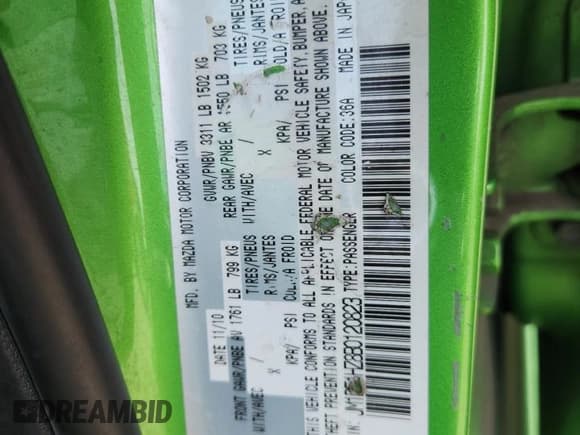 MFD. BY MAZDA MOTOR CORPORATION
DATE 11/10 GVWR/PNBV 3311 LB 1502 KG
FRONT GAWR/PNBE AV 1761 LB 799 KG REAR GAWR/PNBE AR 1550 LB 703 KG
WITH/AVEC TIRES/PNEUS WITH/AVEC TIRES/PNEUS
X RIMS/JANTES X RIMS/JANTES
KPA/ PSI COLD/A FROID KPA/ PSI COLD/A FROID
THIS VEHICLE CONFORMS TO ALL APPLICABLE FEDERAL MOTOR VEHICLE SAFETY, BUMPER, A
THEFT PREVENTION STANDARDS IN EFFECT ON THE DATE OF MANUFACTURE SHOWN ABOVE.
TYPE:PASSENGER COLOR CODE:36A MADE IN JAP
DREAMBID